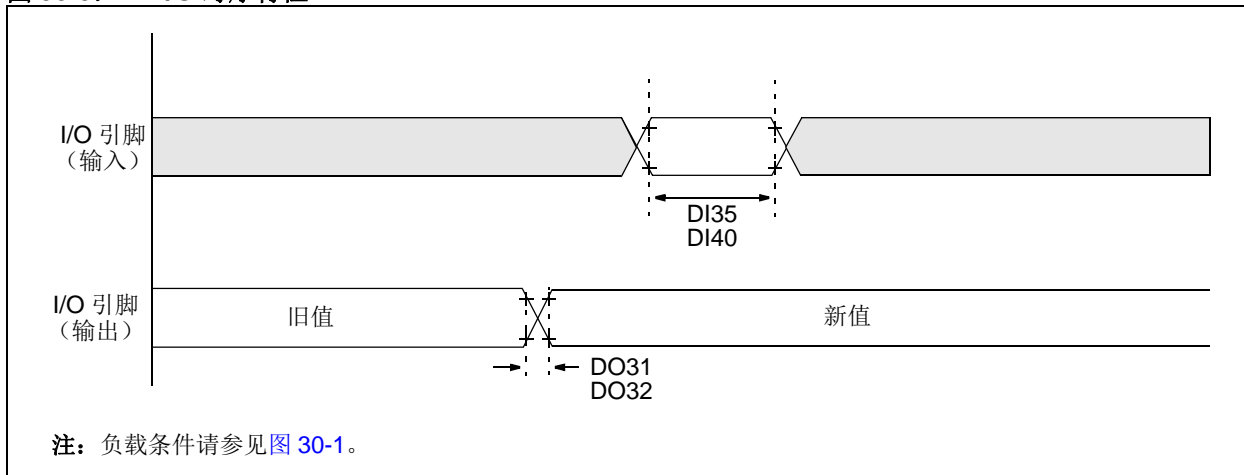 I/O 引脚
（输入）
DI35
DI40
I/O 引脚
（输出）
旧值
新值
DO31
DO32
注：负载条件请参见图 30-1。